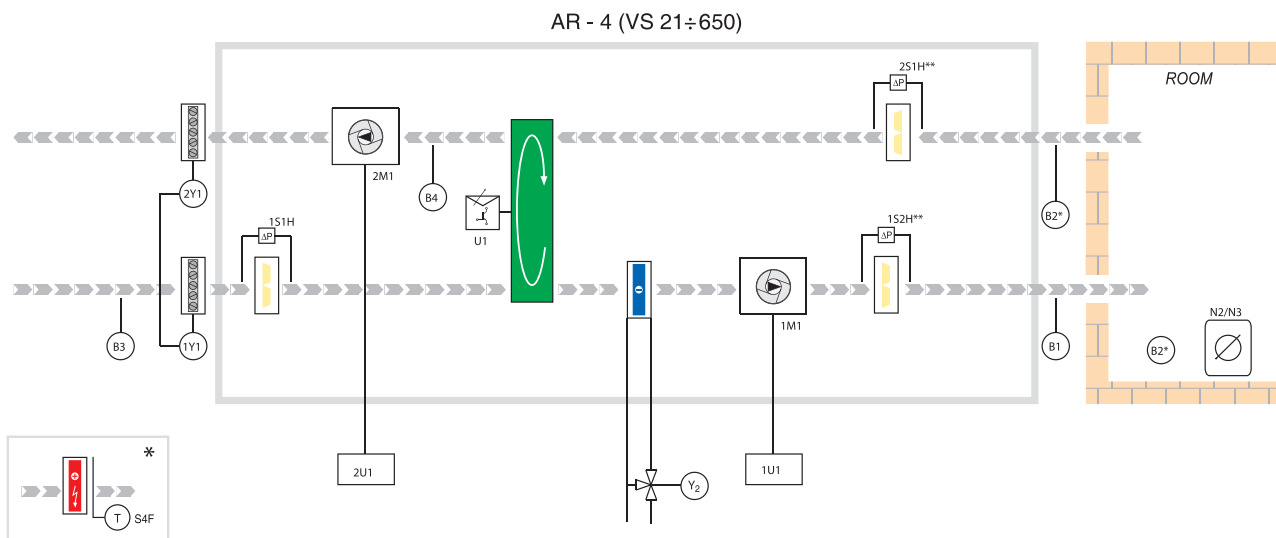 AR - 4 (VS 21÷650)
2S1H**
ΔP
ROOM
2M1
2Y1
B4
B2*
U1
1S1H
ΔP
1S2H**
ΔP
1M1
B3
1Y1
B1
B2*
N2/N3
*
2U1
1U1
Y2
T
S4F